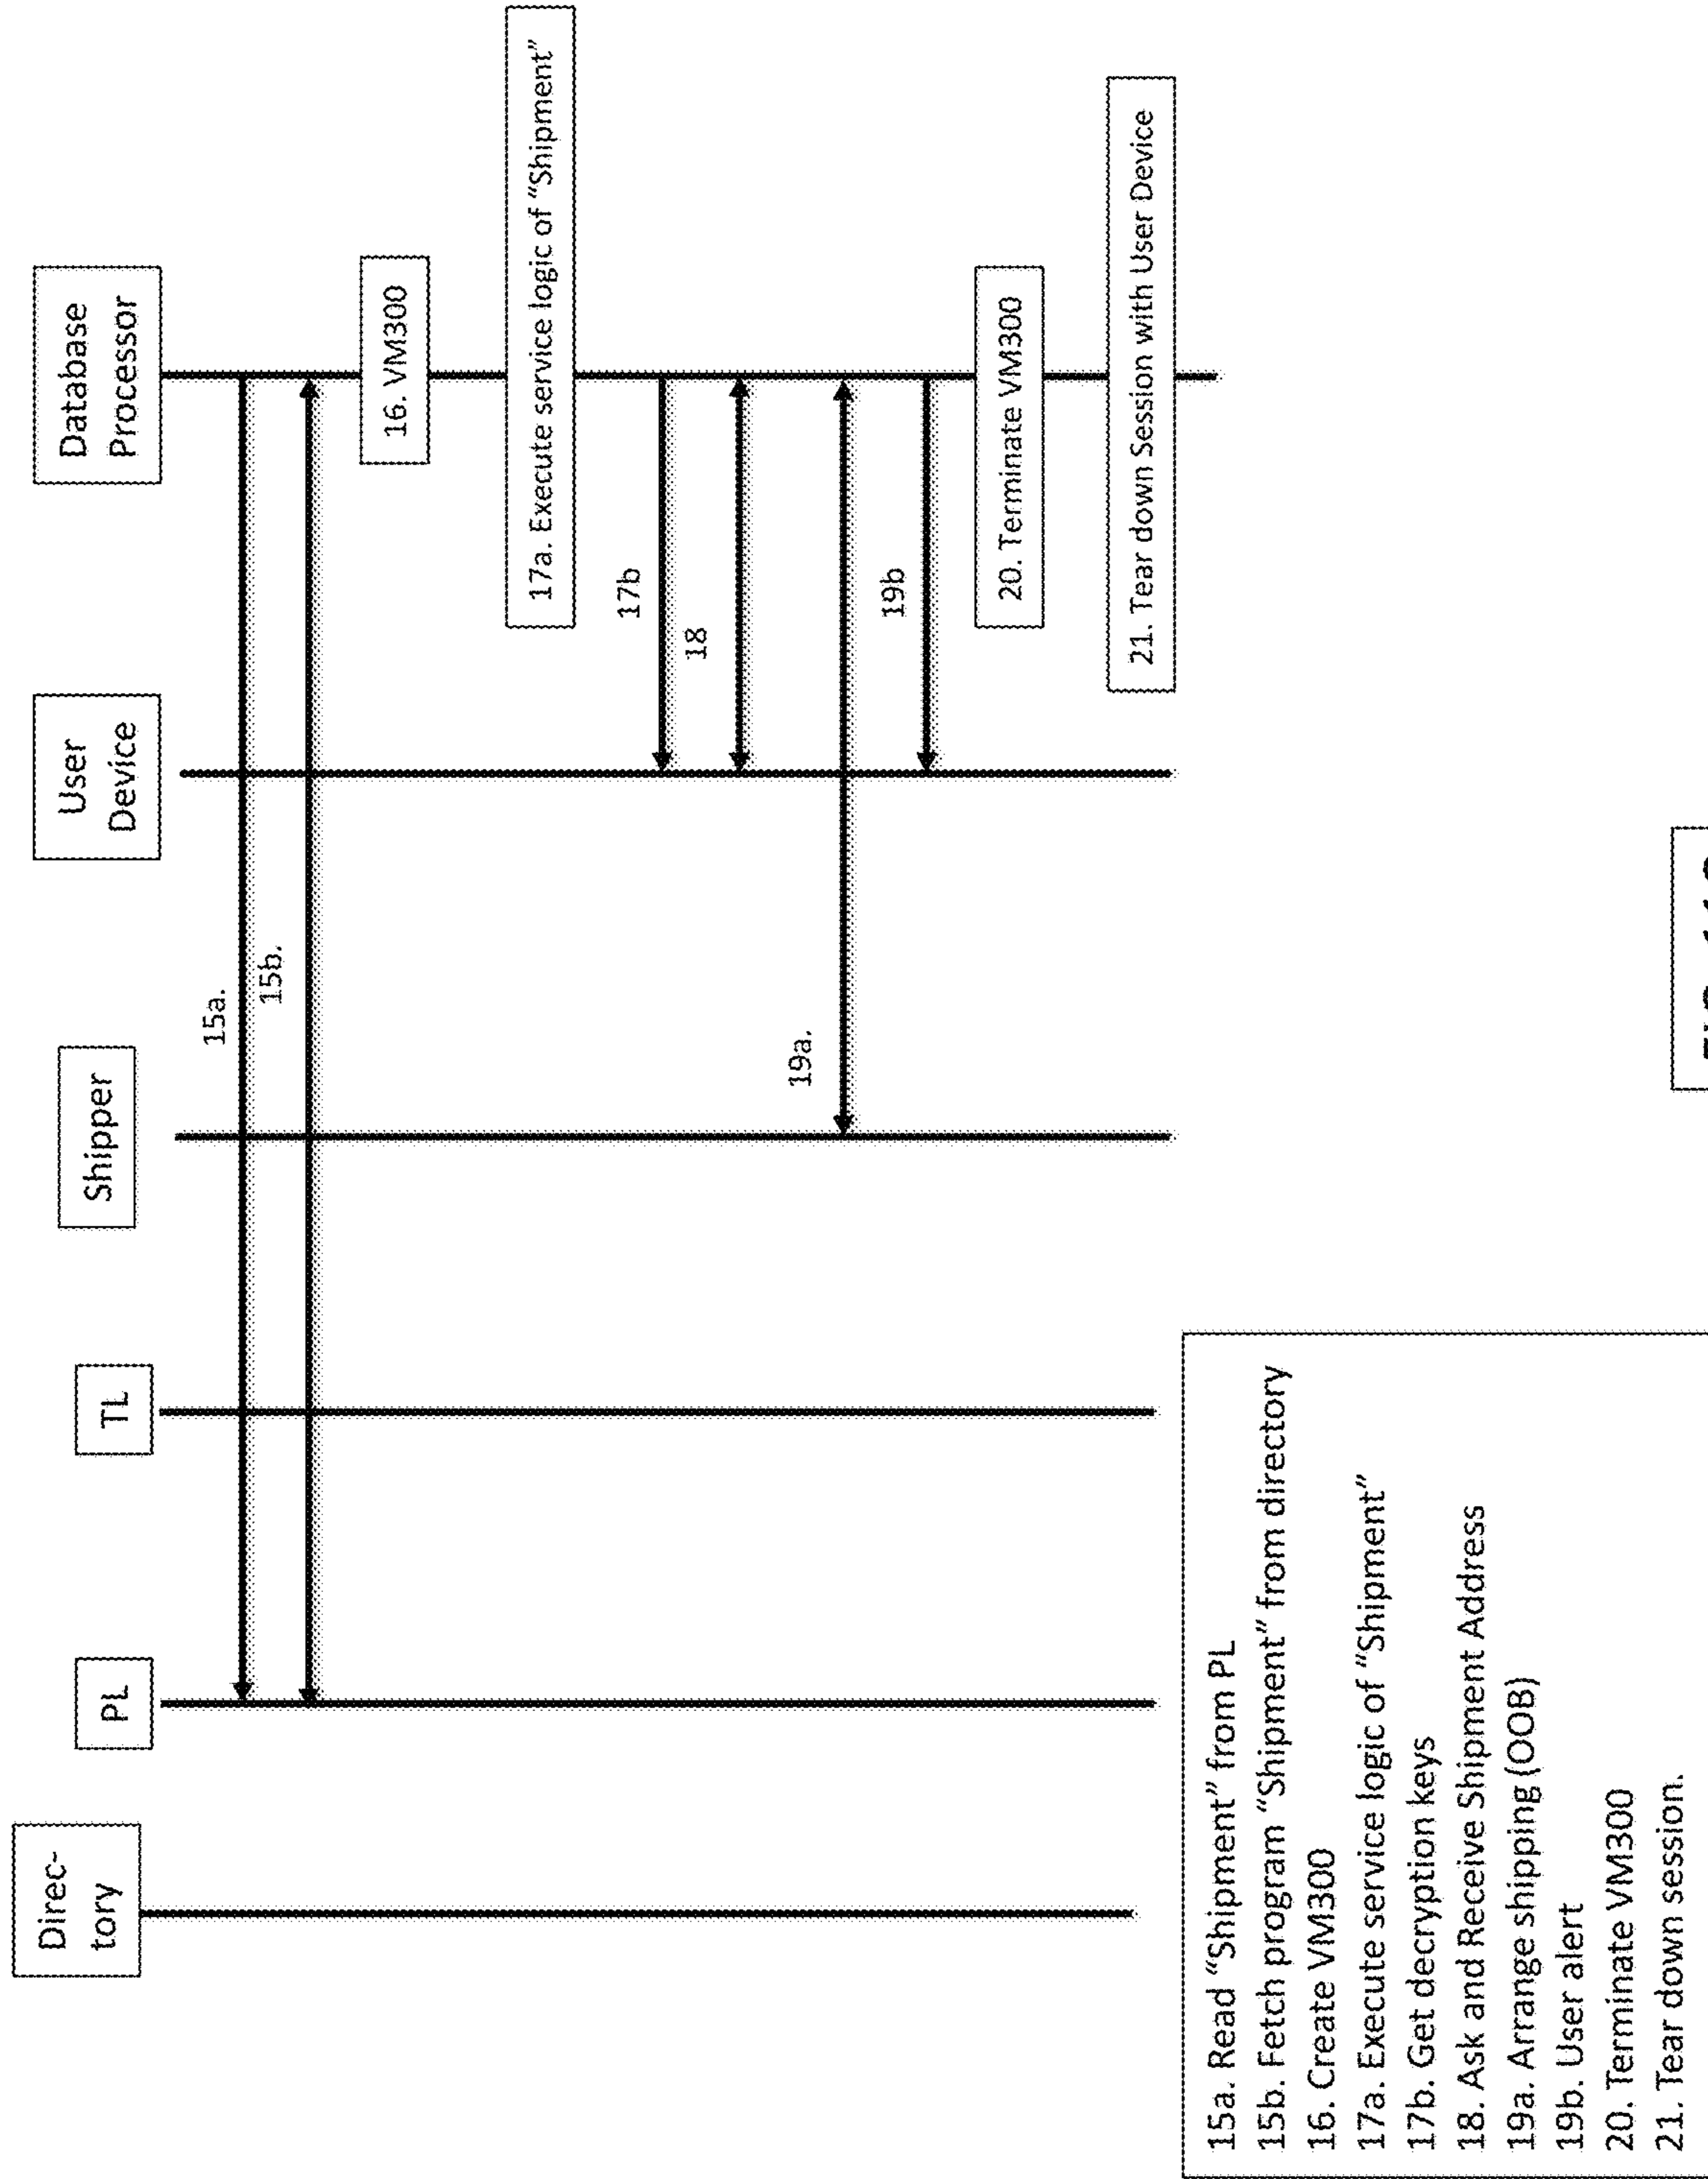 Direc-
tory
PL
TL
Shipper
User
Device
Database
Processor
15a.
15b.
16. VM300
17a. Execute service logic of “Shipment”
17b
18
19a.
19b
20. Terminate VM300
21. Tear down Session with User Device
15a. Read “Shipment” from PL
15b. Fetch program “Shipment” from directory
16. Create VM300
17a. Execute service logic of “Shipment”
17b. Get decryption keys
18. Ask and Receive Shipment Address
19a. Arrange shipping (OOB)
19b. User alert
20. Terminate VM300
21. Tear down session.